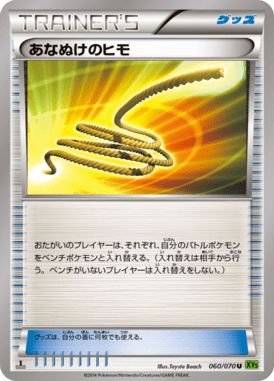 TRAINER'S
グッズ
あなぬけのヒモ
おたがいのプレイヤーは、それぞれ、自分のバトルポケモン
をベンチポケモンと入れ替える。(入れ替えは相手から行
う。ベンチがいないプレイヤーは入れ替えをしない。)
グッズは、自分の番に何枚でも使える。
Illus.Toyste Beach
060/070 U
XY5
©2014 Pokémon/Nintendo/Creatures/GAME FREAK.